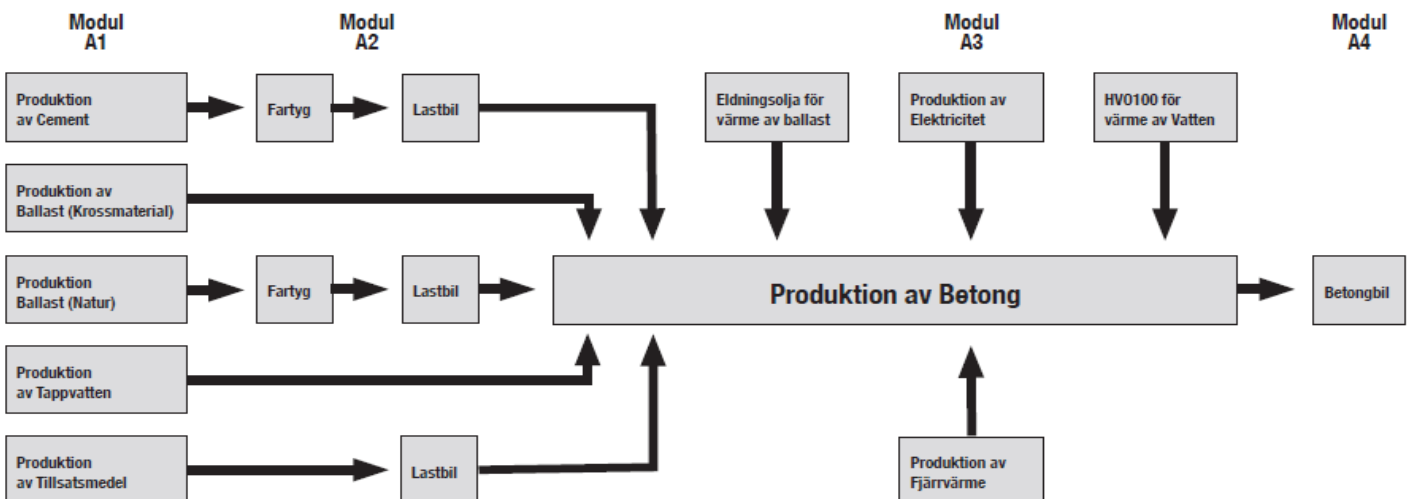 Modul
A1
Modul
A2
Modul
A3
Modul
A4
Produktion
av Cement
Fartyg
Lastbil
Eldningsolja för
värme av ballast
Produktion av
Elektricitet
HVO100 för
värme av Vatten
Produktion av
Ballast (Krossmaterial)
Produktion
Ballast (Natur)
Fartyg
Lastbil
Produktion av Betong
Betongbil
Produktion
av Tappvatten
Produktion
av Tillsatsmedel
Lastbil
Produktion av
Fjärrvärme